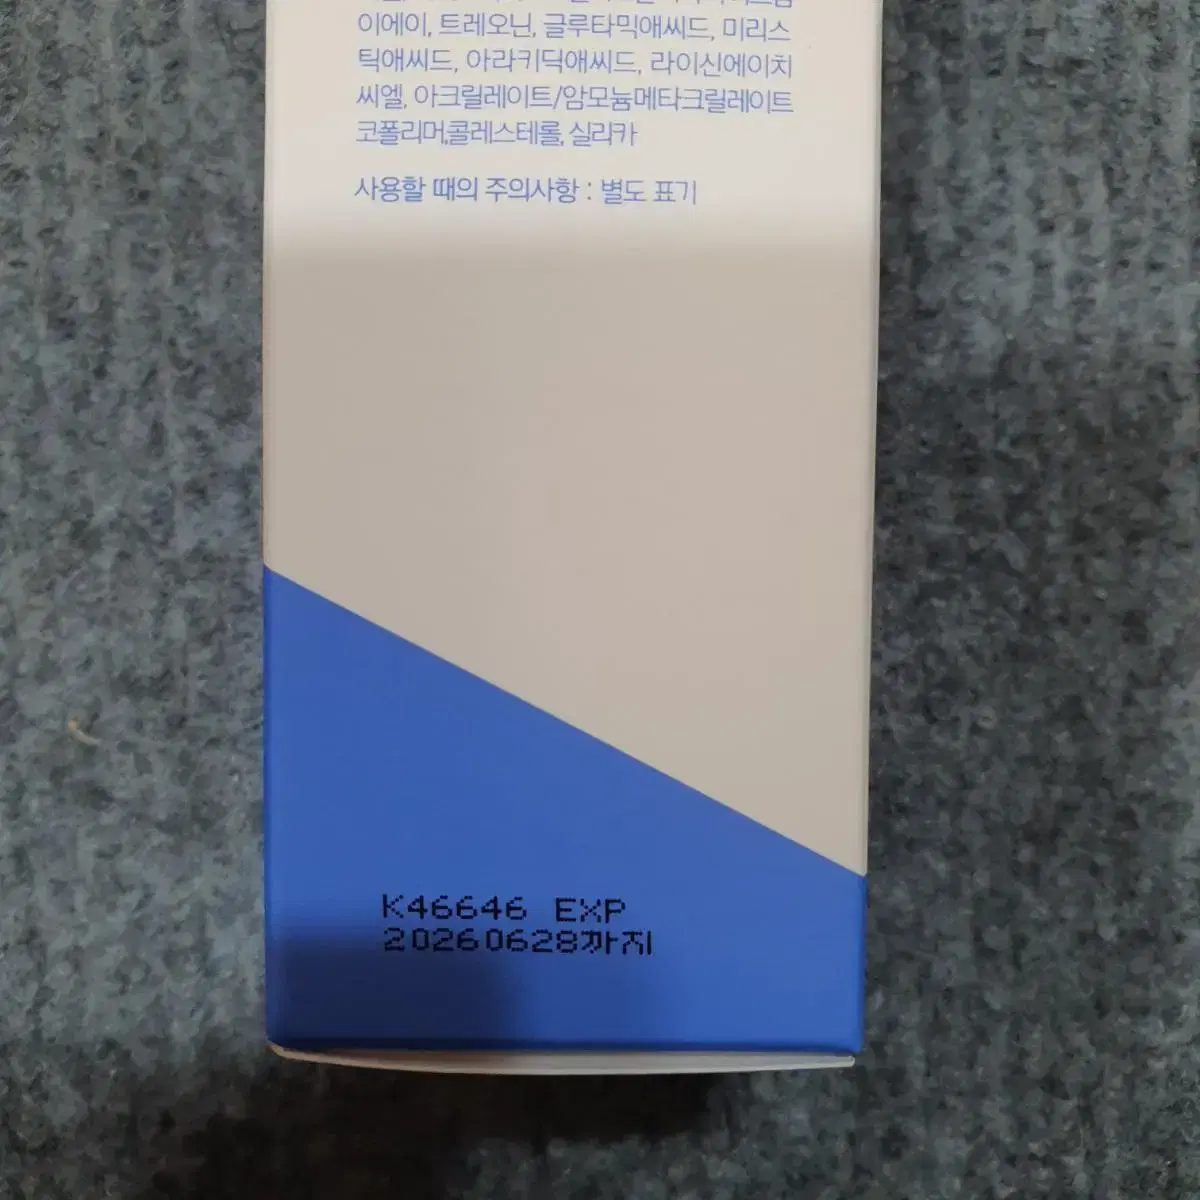 이에이, 트레오닌, 글루타믹애씨드, 미리스
틱애씨드, 아라키딕애씨드, 라이신에이치
씨엘, 아크릴레이트/암모늄메타크릴레이트
코폴리머,콜레스테롤, 실리카
사용할 때의 주의사항 : 별도 표기
K46646 EXP
20260628까지